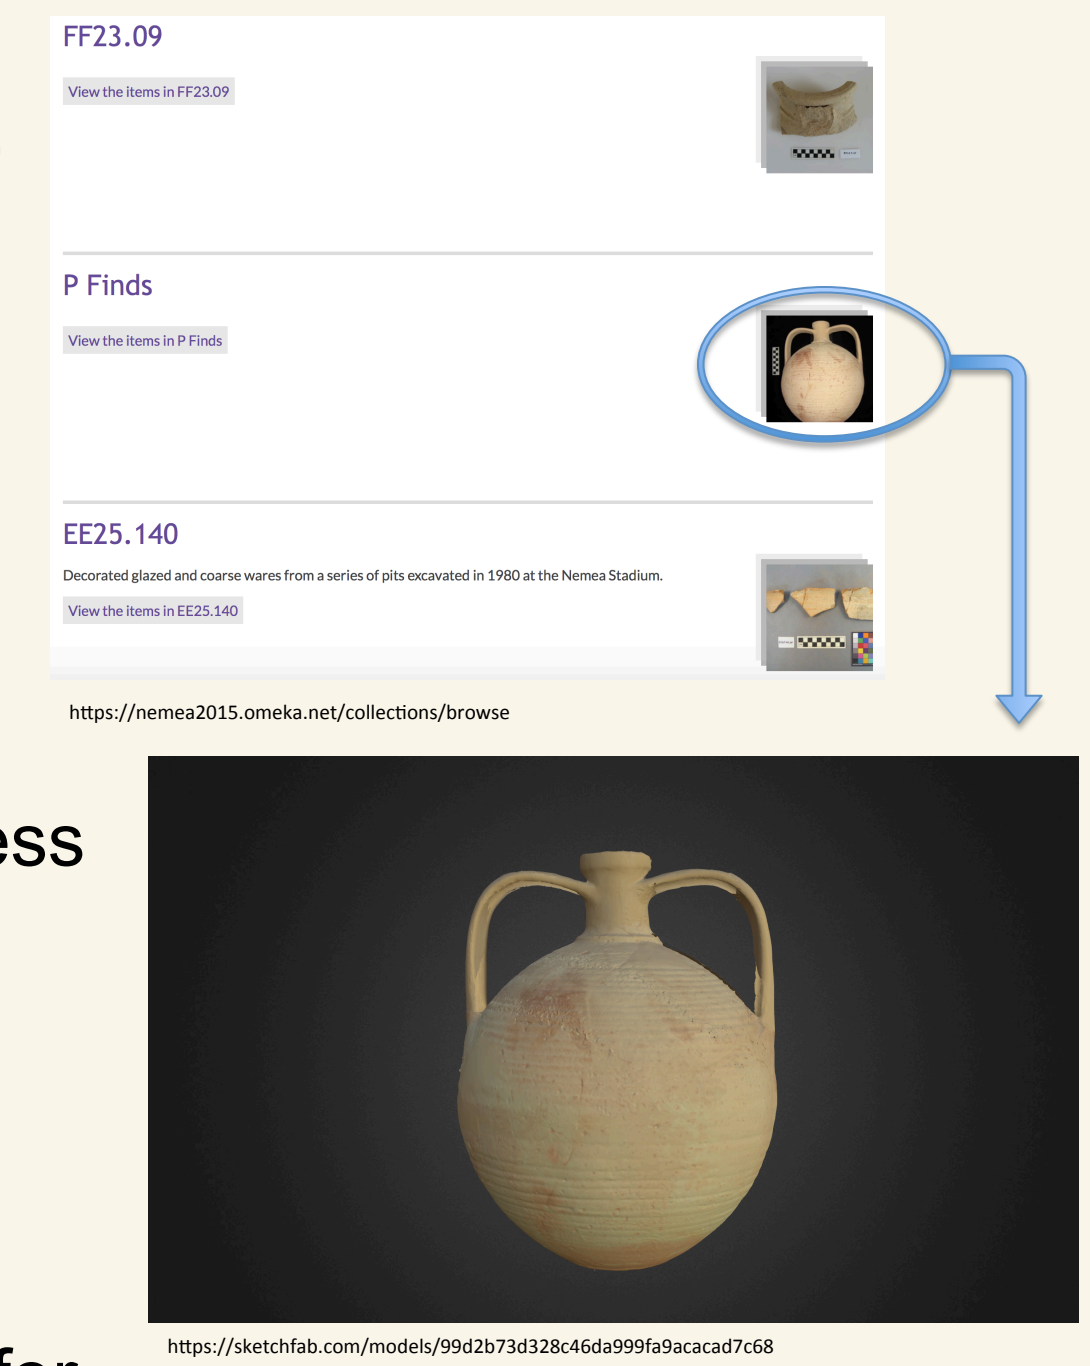 FF23.09
View the items in FF23.09
P Finds
View the items in P Finds
EE25.140
Decorated glazed and coarse wares from a series of pits excavated in 1980 at the Nemea Stadium.
View the items in EE25.140
https://nemea2015.omeka.net/collections/browse
ess
https://sketchfab.com/models/99d2b73d328c46da999fa9acacad7c68
for